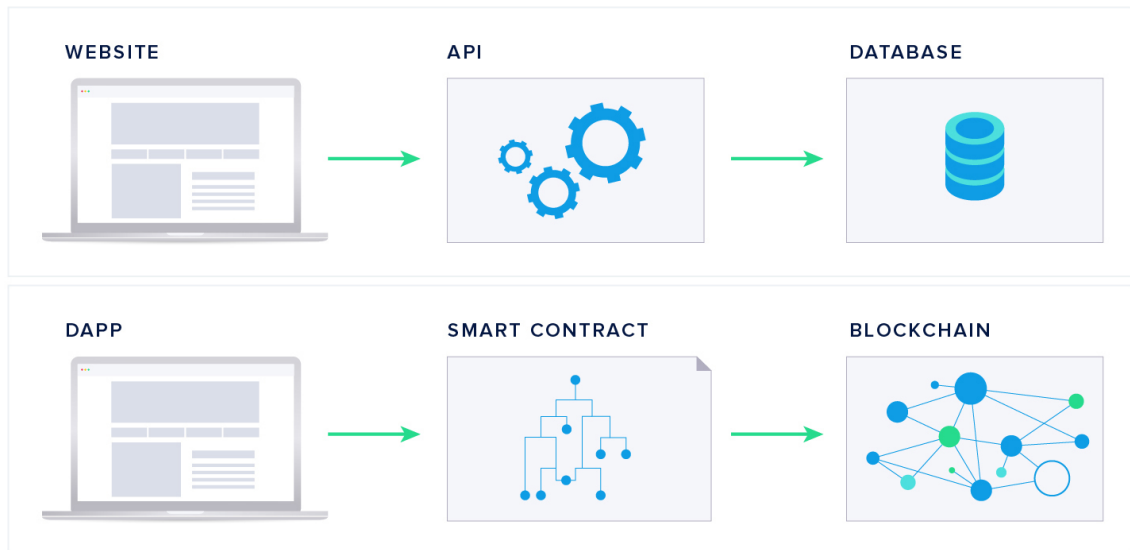 WEBSITE
API
DATABASE
DAPP
SMART CONTRACT
BLOCKCHAIN